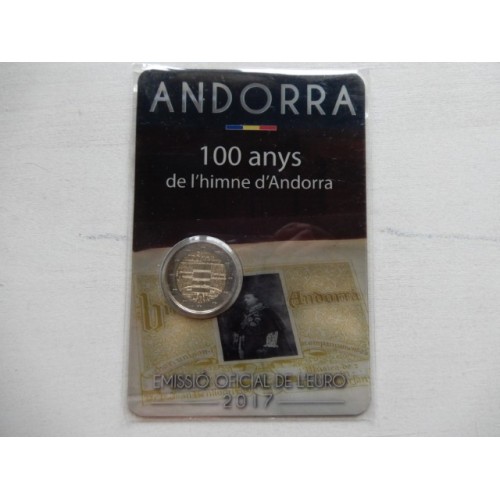 ANDORRA
100 anys
de l'himne d'Andorra
Andorra
EMISSIÓ OFICIAL DE L'EURO
2017